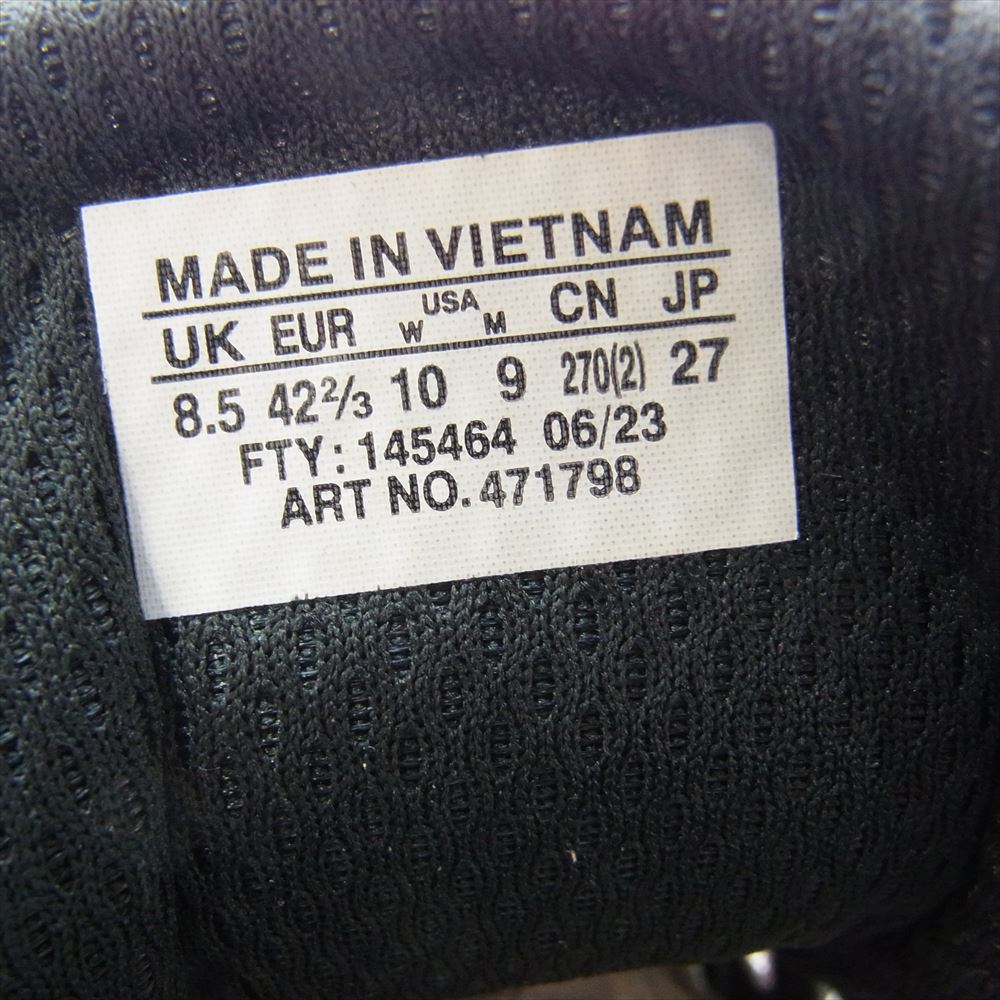 MADE IN VIETNAM
UK EUR W USA M CN JP
8.5 42⅔ 10 9 270(2) 27
FTY: 145464 06/23
ART NO. 471798